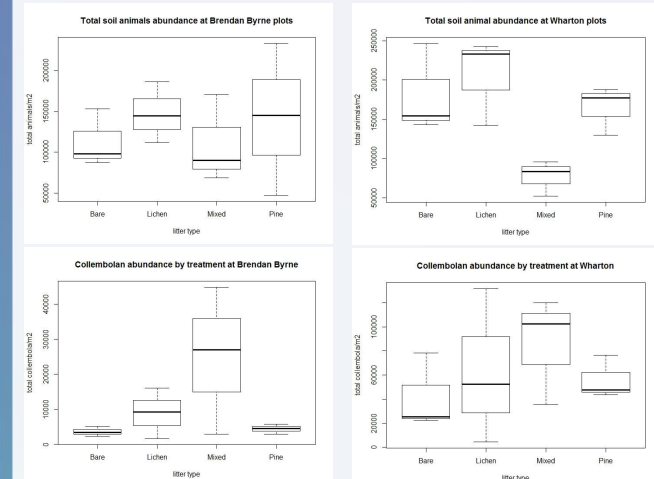 Total soil animals abundance at Brendan Byrne plots
total animals/m2
200000
150000
100000
50000
Bare Lichen Mixed Pine
litter type
Total soil animal abundance at Wharton plots
total animals/m2
250000
200000
150000
100000
50000
Bare Lichen Mixed Pine
litter type
Collembolan abundance by treatment at Brendan Byrne
total collembola/m2
40000
30000
20000
10000
0
Bare Lichen Mixed Pine
litter type
Collembolan abundance by treatment at Wharton
total collembola/m2
100000
60000
20000
0
Bare Lichen Mixed Pine
litter type